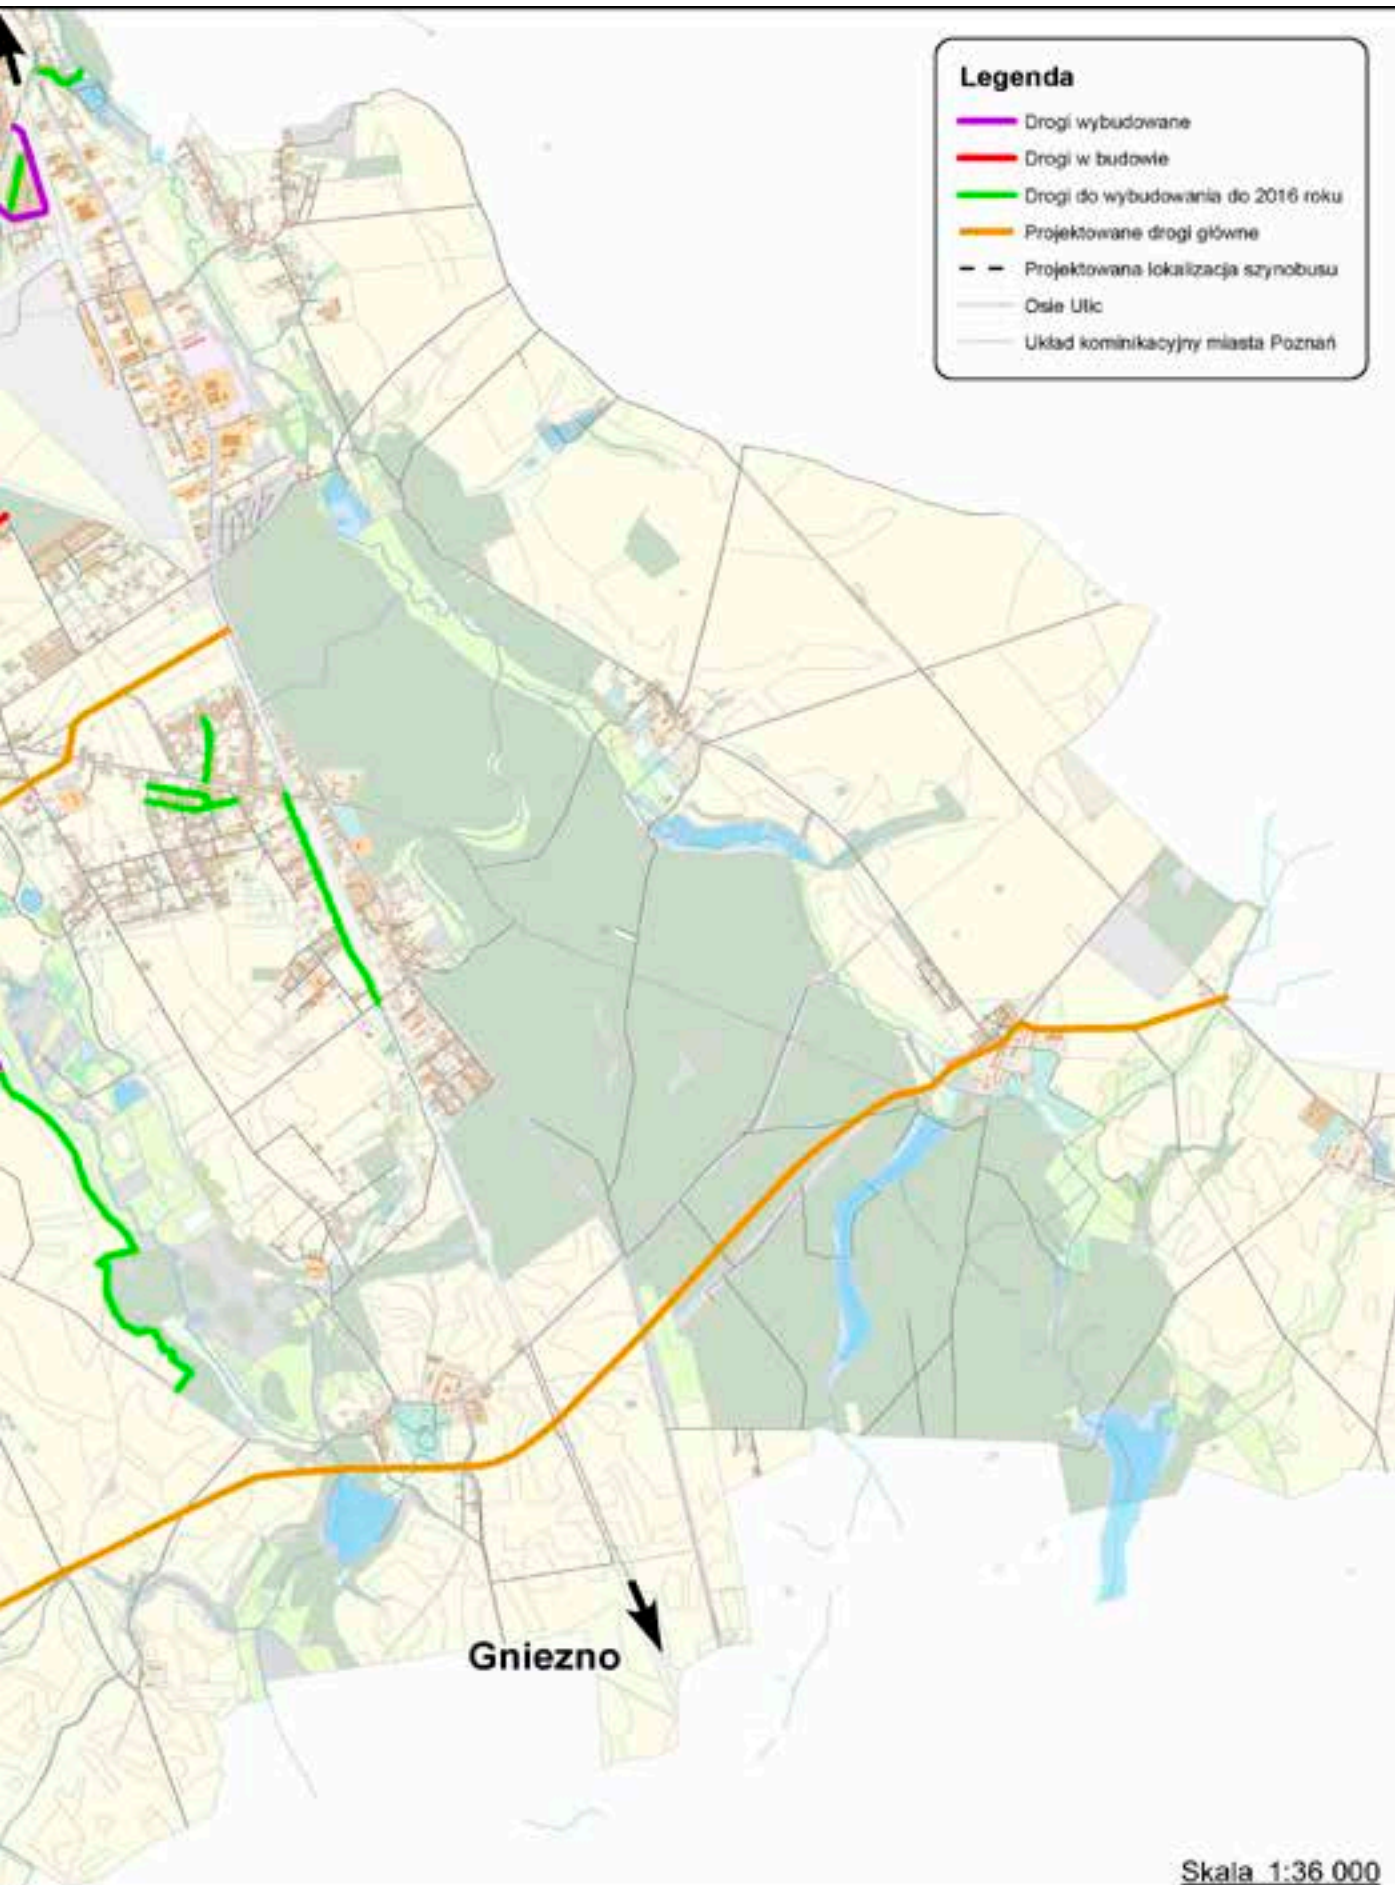 Legenda
Drogi wybudowane
Drogi w budowie
Drogi do wybudowania do 2016 roku
Projektowane drogi główne
Projektowana lokalizacja szynobusu
Osie Ulic
Układ kominikacyjny miasta Poznań
Gniezno
Skala 1:36 000